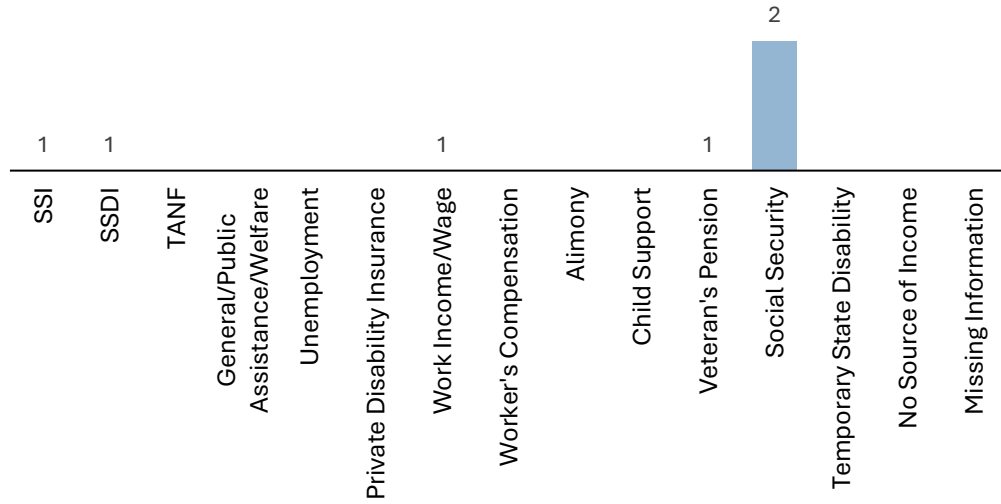 2
1
1
1
1
SSI
SSDI
TANF
General/Public
Assistance/Welfare
Unemployment
Private Disability Insurance
Work Income/Wage
Worker's Compensation
Alimony
Child Support
Veteran's Pension
Social Security
Temporary State Disability
No Source of Income
Missing Information